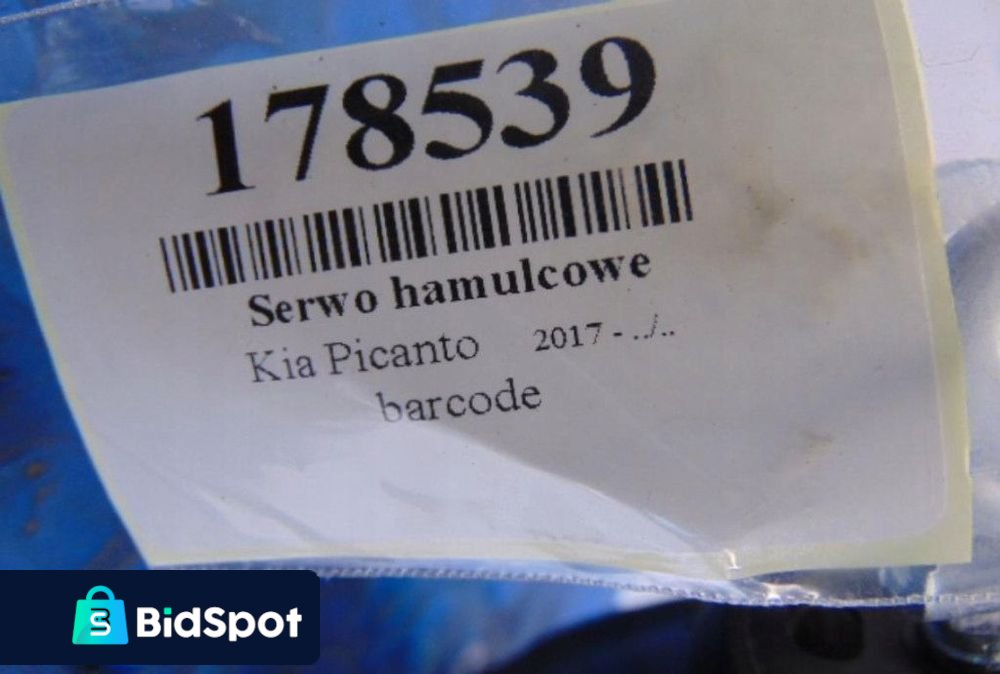 178539
Serwo hamulcowe
Kia Picanto 2017 - ../..
barcode
BidSpot